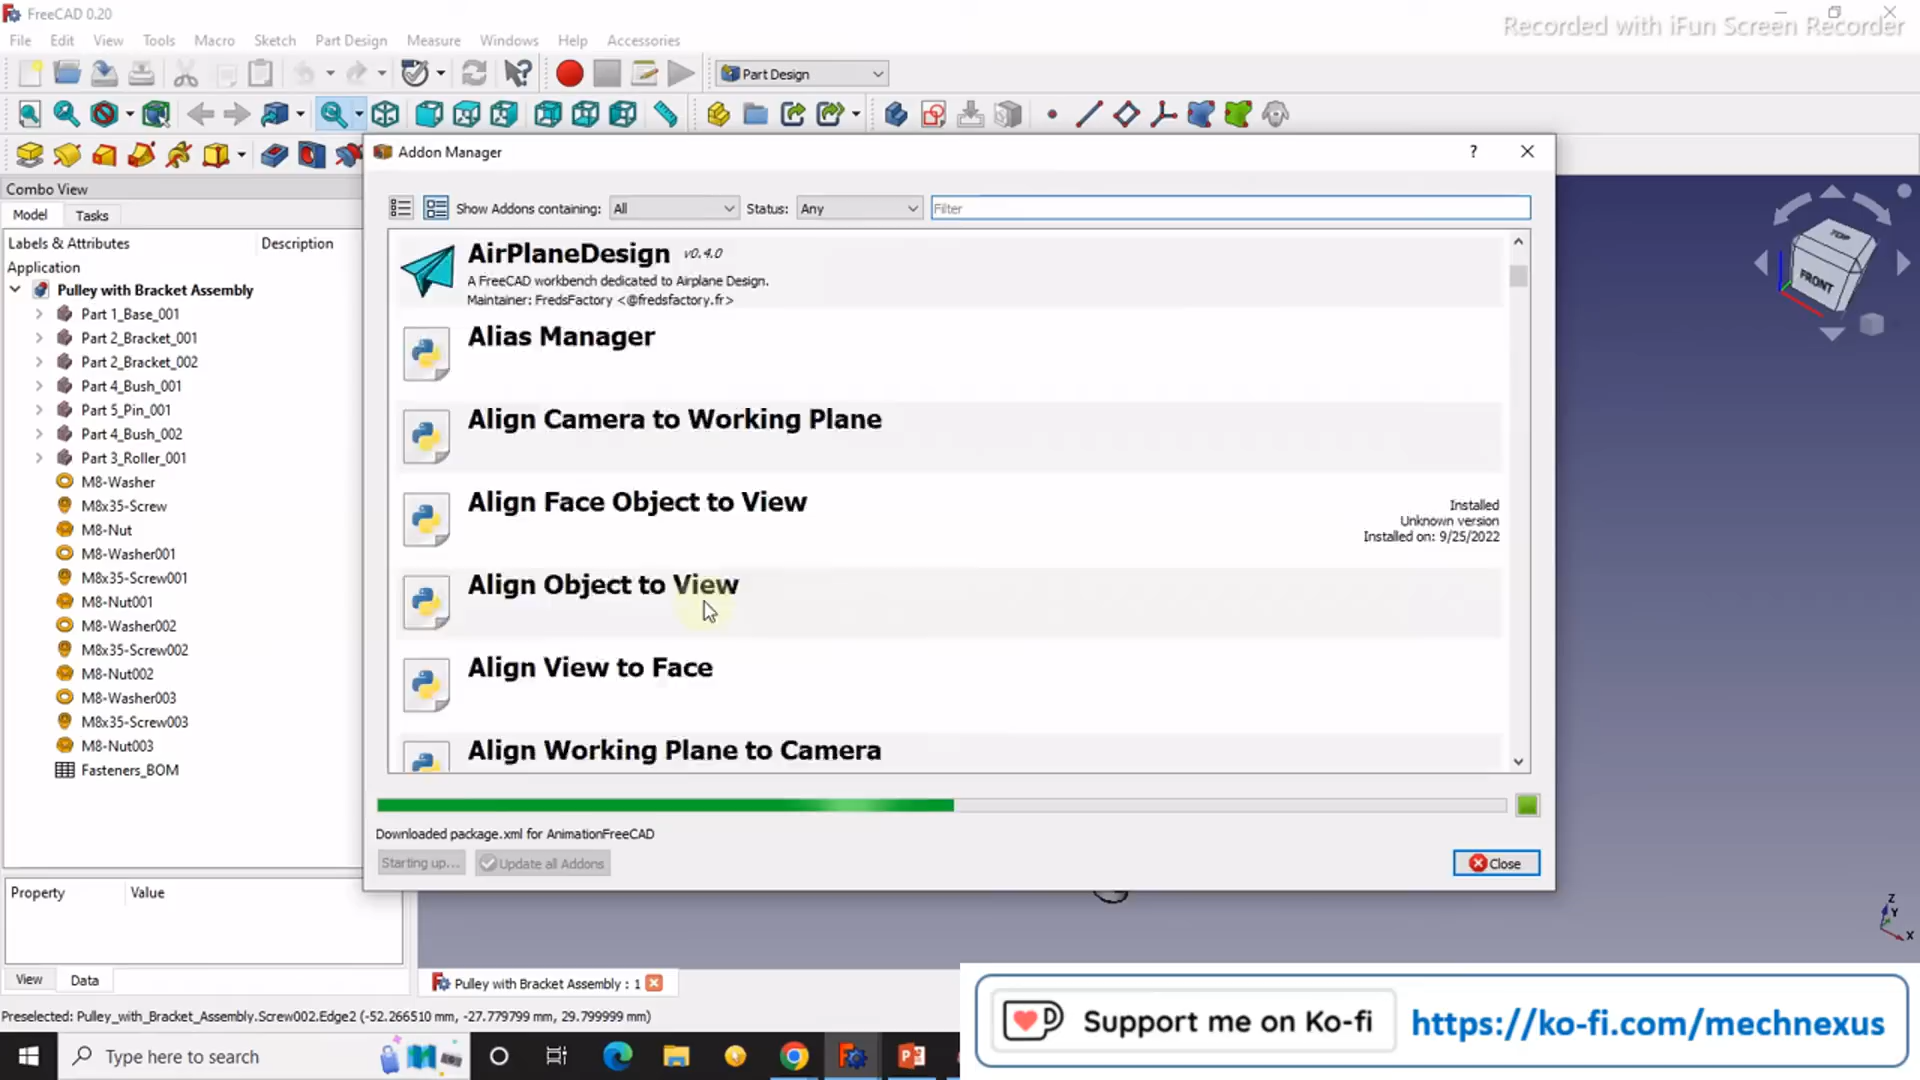 FreeCAD 0.20
Recorded with iFun Screen Recorder
File Edit View Tools Macro Sketch Part Design Measure Windows Help Accessories
Part Design
Addon Manager
?
Combo View
Model Tasks
Show Addons containing: All Status: Any Filter
Labels & Attributes Description
Application
Pulley with Bracket Assembly
Part 1_Base_001
Part 2_Bracket_001
Part 2_Bracket_002
Part 4_Bush_001
Part 5_Pin_001
Part 4_Bush_002
Part 3_Roller_001
M8-Washer
M8x35-Screw
M8-Nut
M8-Washer001
M8x35-Screw001
M8-Nut001
M8-Washer002
M8x35-Screw002
M8-Nut002
M8-Washer003
M8x35-Screw003
M8-Nut003
Fasteners_BOM
AirPlaneDesign v0.4.0
A FreeCAD workbench dedicated to Airplane Design.
Maintainer: FredsFactory <@fredsfactory.fr>
Alias Manager
Align Camera to Working Plane
Align Face Object to View
Installed
Unknown version
Installed on: 9/25/2022
Align Object to View
Align View to Face
Align Working Plane to Camera
Downloaded package.xml for AnimationFreeCAD
Starting up... Update all Addons Close
TOP
FRONT
Property Value
Z
Y
X
View Data
Pulley with Bracket Assembly : 1
Preselected: Pulley_with_Bracket_Assembly.Screw002.Edge2 (-52.266510 mm, -27.779799 mm, 29.799999 mm)
Support me on Ko-fi https://ko-fi.com/mechnexus
Type here to search